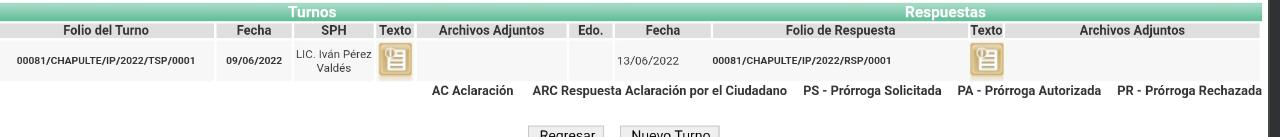 Turnos Respuestas
Folio del Turno Fecha SPH Texto Archivos Adjuntos Edo. Fecha Folio de Respuesta Texto Archivos Adjuntos
00081/CHAPULTE/IP/2022/TSP/0001 09/06/2022 LIC. Iván Pérez Valdés 13/06/2022 00081/CHAPULTE/IP/2022/RSP/0001
AC Aclaración ARC Respuesta Aclaración por el Ciudadano PS - Prórroga Solicitada PA - Prórroga Autorizada PR - Prórroga Rechazada
Regresar Nuevo Turno